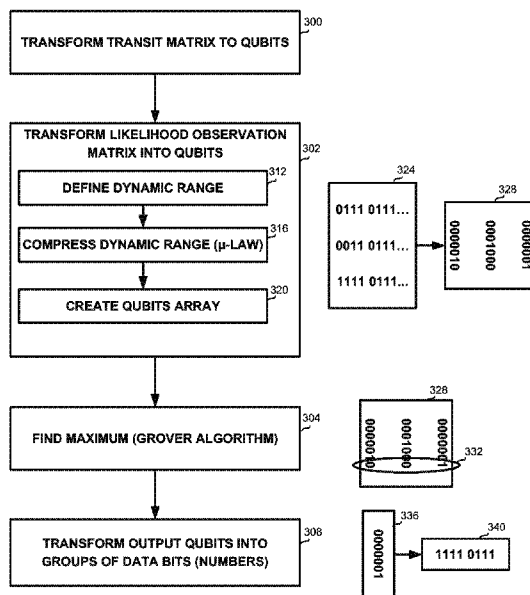 300
TRANSFORM TRANSIT MATRIX TO QUBITS
TRANSFORM LIKELIHOOD OBSERVATION
MATRIX INTO QUBITS
302
312
DEFINE DYNAMIC RANGE
316
COMPRESS DYNAMIC RANGE (µ-LAW)
320
CREATE QUBITS ARRAY
324
0111 0111...
0011 0111...
1111 0111...
328
0000010
0001000
0000001
304
FIND MAXIMUM (GROVER ALGORITHM)
328
0000010
0001000
0000001
332
308
TRANSFORM OUTPUT QUBITS INTO
GROUPS OF DATA BITS (NUMBERS)
336
0000001
340
1111 0111